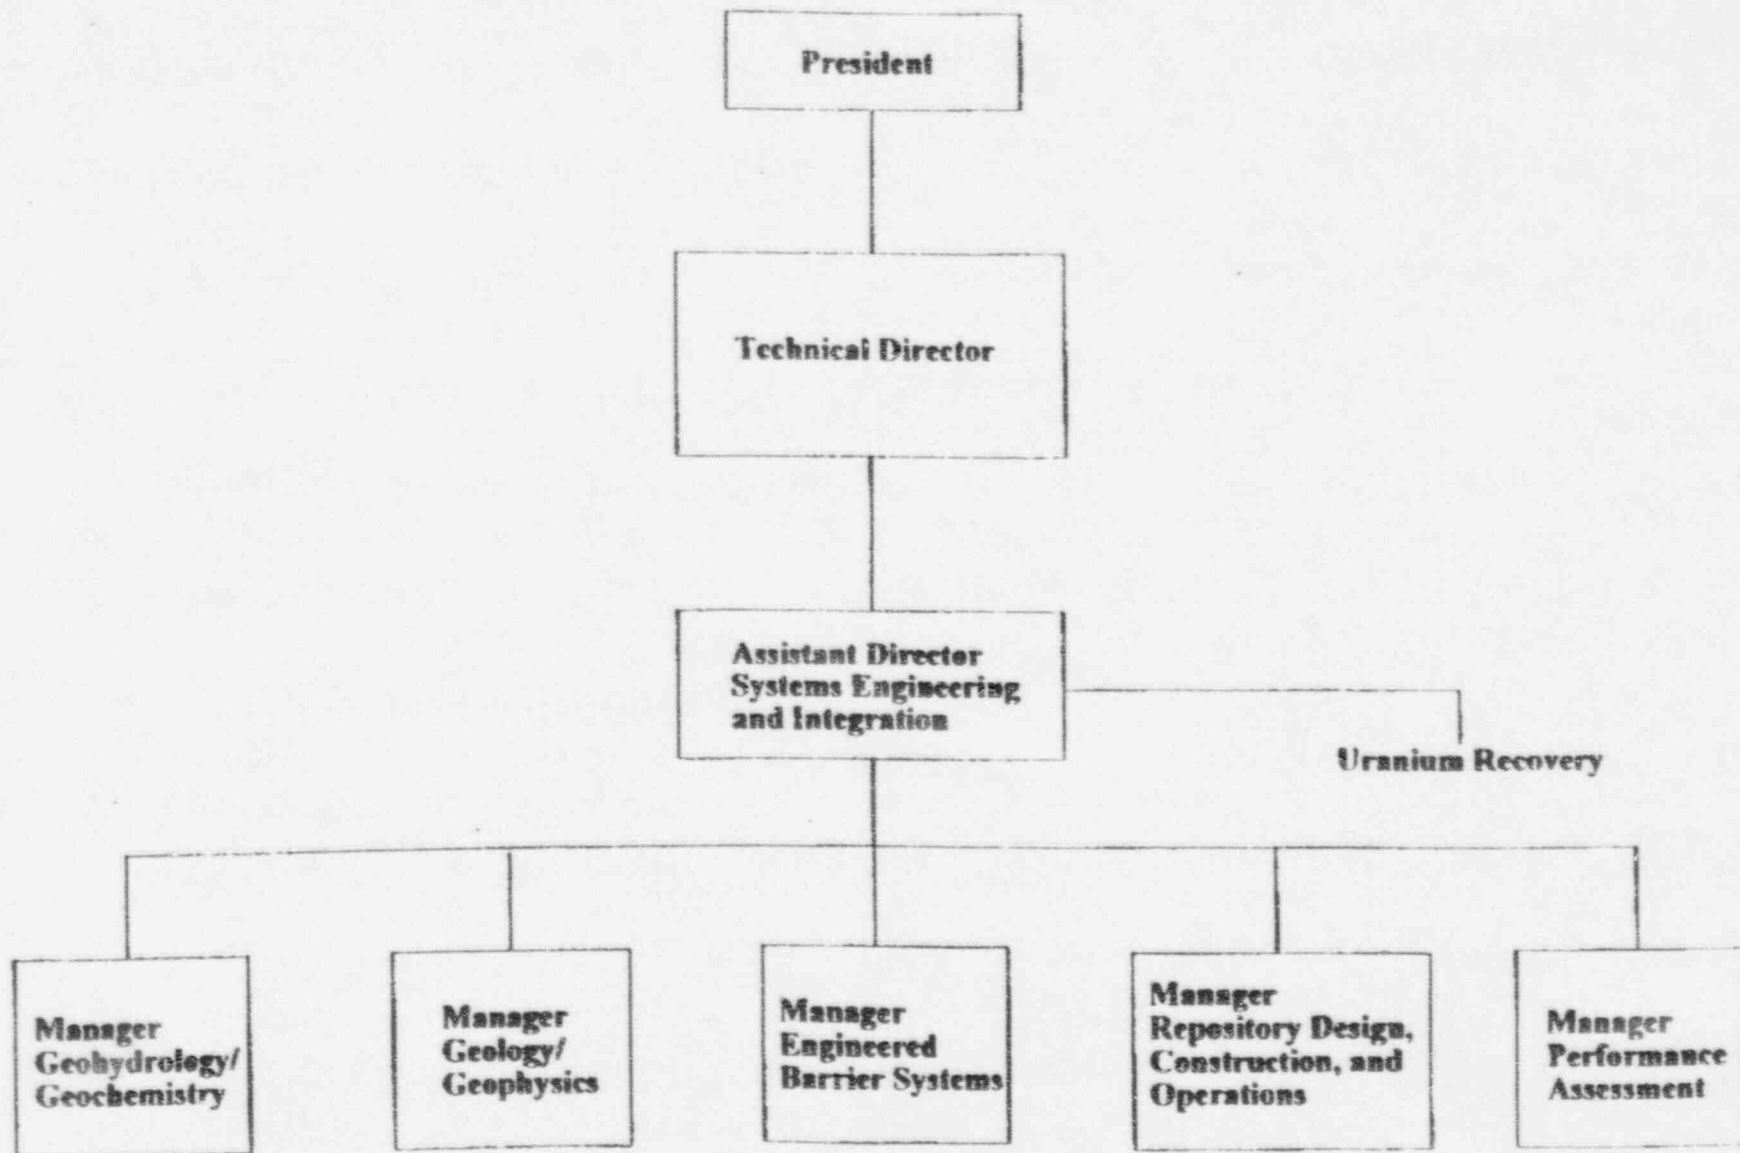 President
Technical Director
Assistant Director
Systems Engineering
and Integration
Uranium Recovery
Manager
Geohydrology/
Geochemistry
Manager
Geology/
Geophysics
Manager
Engineered
Barrier Systems
Manager
Repository Design,
Construction, and
Operations
Manager
Performance
Assessment